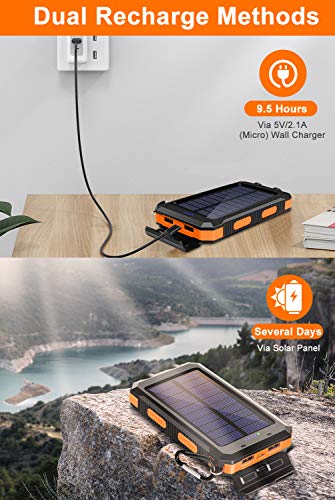 Dual Recharge Methods
9.5 Hours
Via 5V/2.1A
(Micro) Wall Charger
Several Days
Via Solar Panel